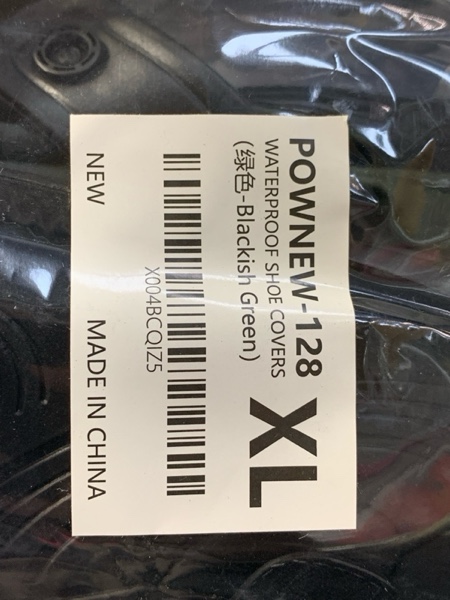 POWNEW-128
WATERPROOF SHOE COVERS
(绿色-Blackish Green)
XL
X004BCQIZ5
NEW
MADE IN CHINA